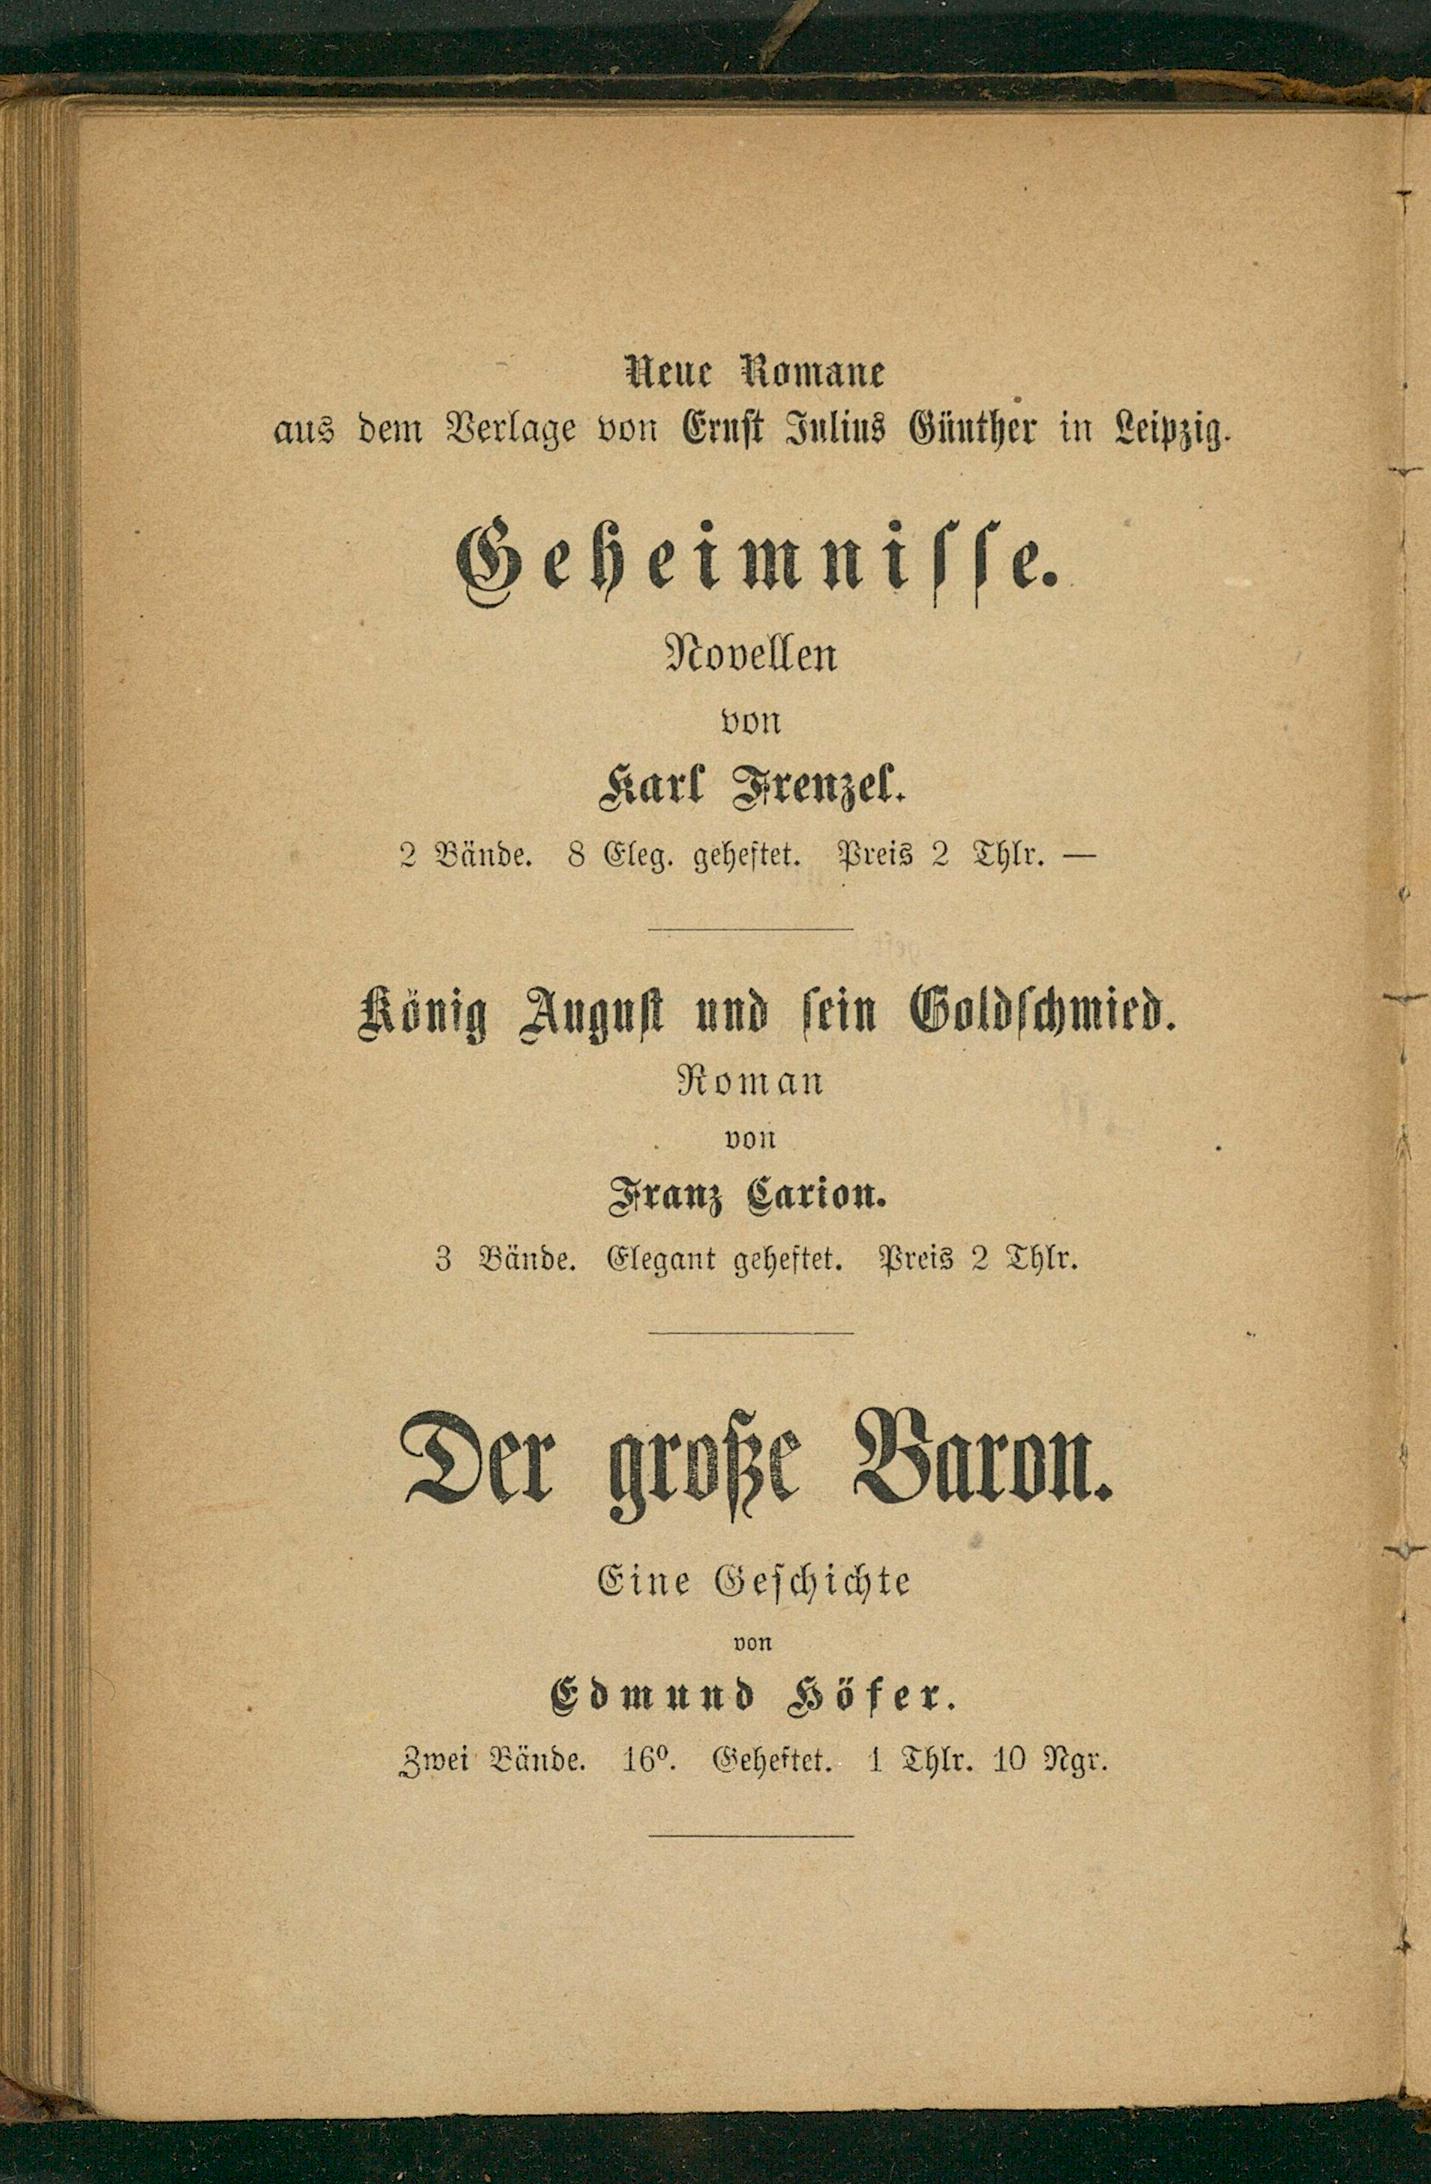 Neue Romane
aus dem Verlage von Ernst Julius Günther in Leipzig.
Geheimnisse.
Novellen
von
Karl Frenzel.
2 Bände. 8 Eleg. geheftet. Preis 2 Thlr. —
König August und sein Goldschmied.
Roman
von
Franz Carion.
3 Bände. Elegant geheftet. Preis 2 Thlr.
Der große Baron.
Eine Geschichte
von
Edmund Höfer.
Zwei Bände. 16⁰. Geheftet. 1 Thlr. 10 Ngr.